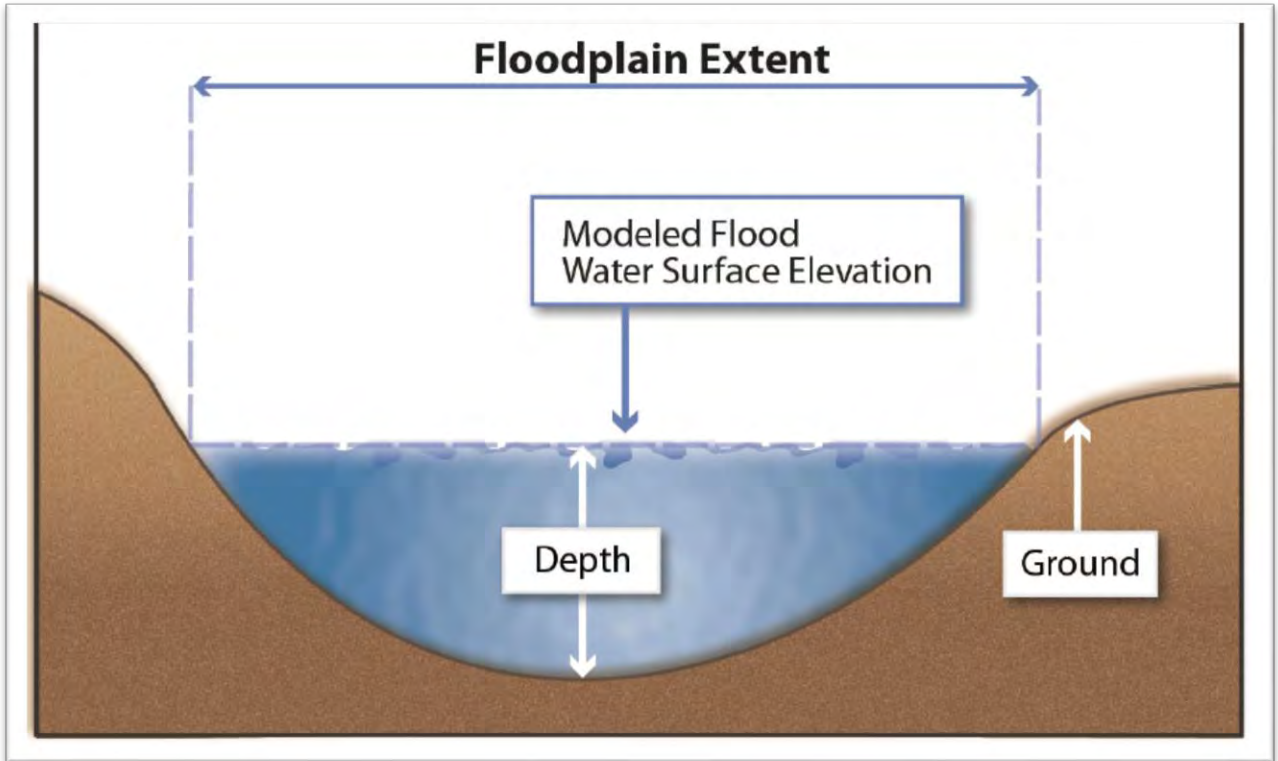 Floodplain Extent
Modeled Flood
Water Surface Elevation
Depth
Ground